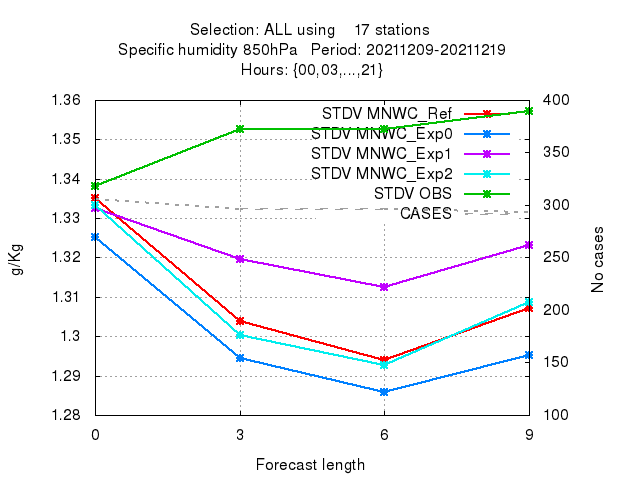 Selection: ALL using 17 stations
Specific humidity 850hPa Period: 20211209-20211219
Hours: {00,03,...,21}
STDV MNWC_Ref
STDV MNWC_Exp0
STDV MNWC_Exp1
STDV MNWC_Exp2
STDV OBS
CASES
1.36
1.35
1.34
1.33
1.32
1.31
1.3
1.29
1.28
g/Kg
400
350
300
250
200
150
100
No cases
0 3 6 9
Forecast length